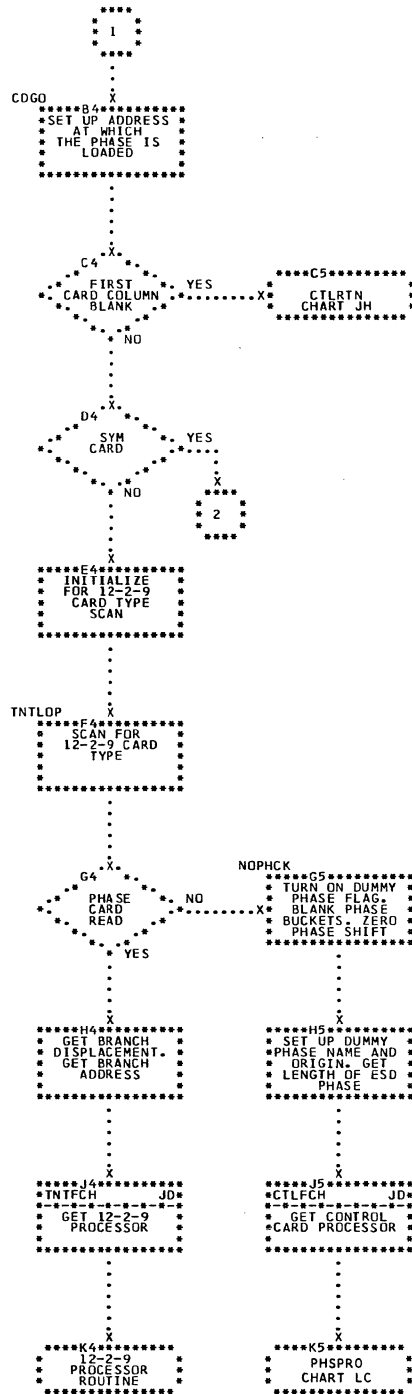 1
CDGO
B4
SET UP ADDRESS
AT WHICH
THE PHASE IS
LOADED
C4
FIRST
CARD COLUMN
BLANK
YES
C5
CTLRTN
CHART JH
NO
D4
SYM
CARD
YES
NO
2
E4
INITIALIZE
FOR 12-2-9
CARD TYPE
SCAN
TNTLOP
F4
SCAN FOR
12-2-9 CARD
TYPE
G4
PHASE
CARD
READ
NO
YES
NOPHCK
G5
TURN ON DUMMY
PHASE FLAG.
BLANK PHASE
BUCKETS. ZERO
PHASE SHIFT
H4
GET BRANCH
DISPLACEMENT.
GET BRANCH
ADDRESS
H5
SET UP DUMMY
PHASE NAME AND
ORIGIN. GET
LENGTH OF ESD
PHASE
J4
TNTFCH JD
GET 12-2-9
PROCESSOR
J5
CTLFCH JD
GET CONTROL
CARD PROCESSOR
K4
12-2-9
PROCESSOR
ROUTINE
K5
PHSPRO
CHART LC